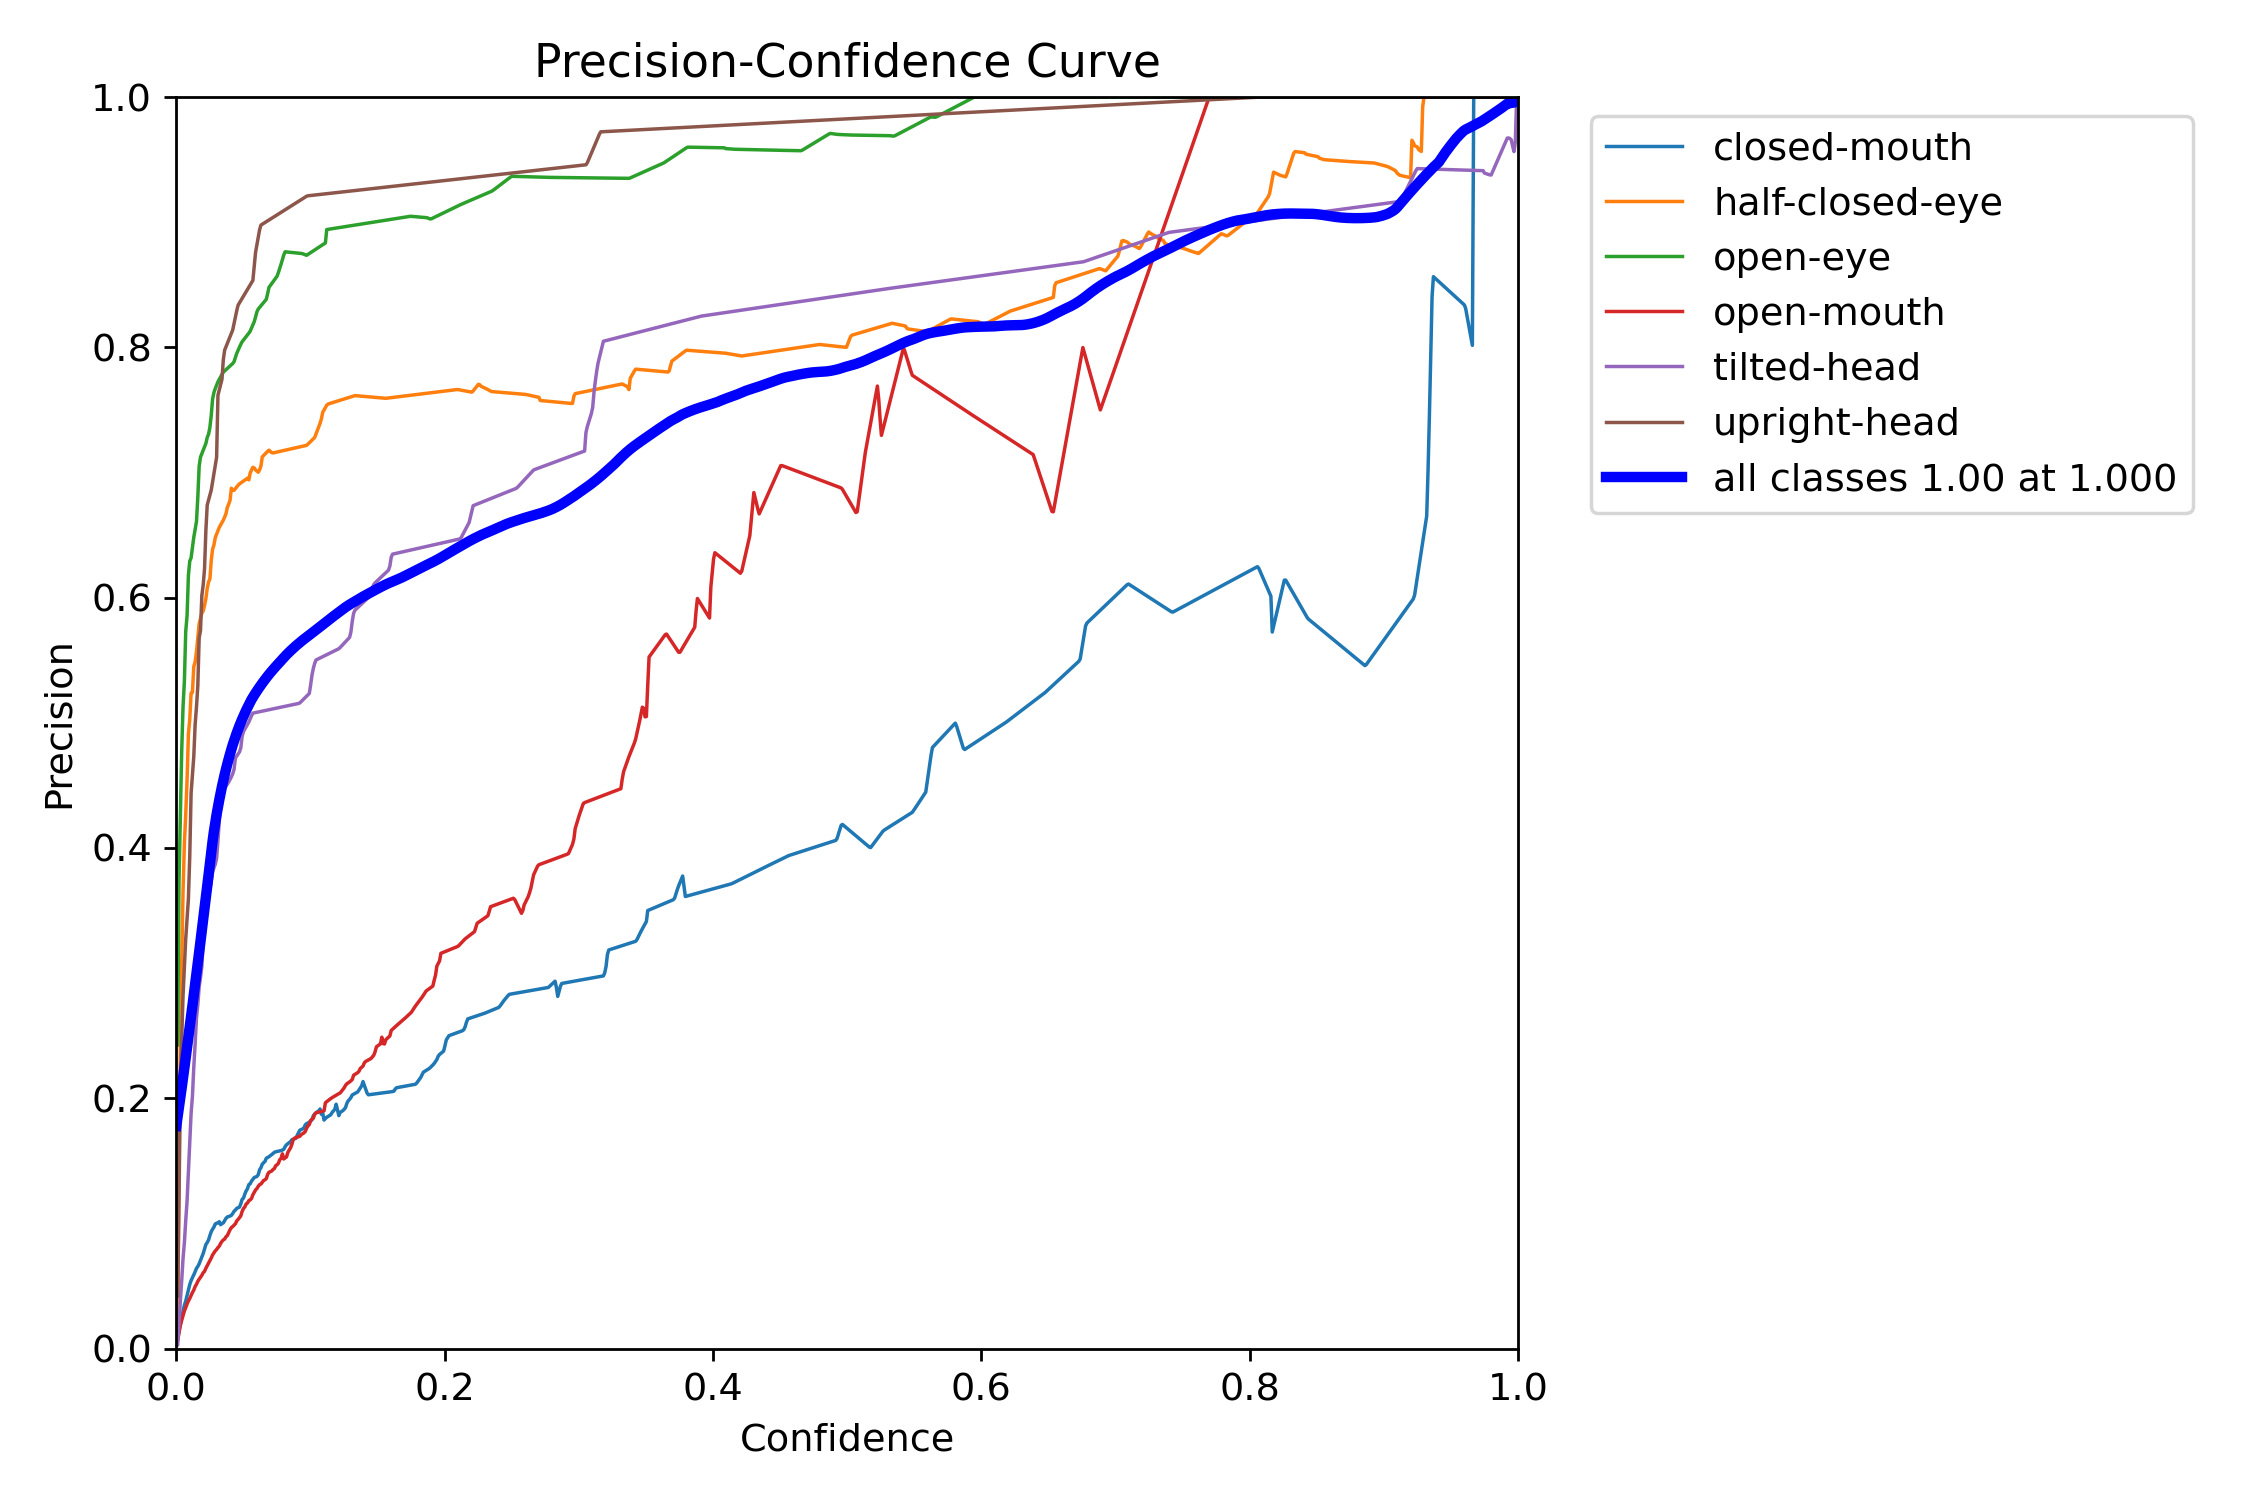 Precision-Confidence Curve
1.0
0.8
0.6
0.4
0.2
0.0
Precision
0.0 0.2 0.4 0.6 0.8 1.0
Confidence
closed-mouth
half-closed-eye
open-eye
open-mouth
tilted-head
upright-head
all classes 1.00 at 1.000